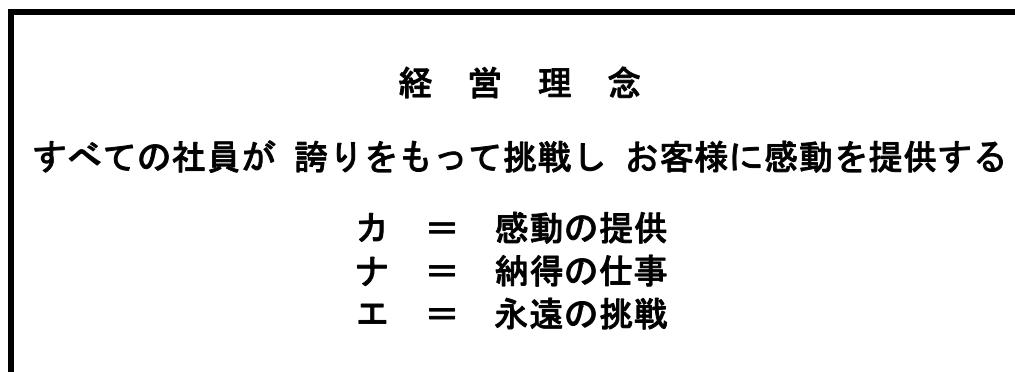 経　営　理　念
すべての社員が 誇りをもって挑戦し お客様に感動を提供する
カ　＝　感動の提供
ナ　＝　納得の仕事
エ　＝　永遠の挑戦